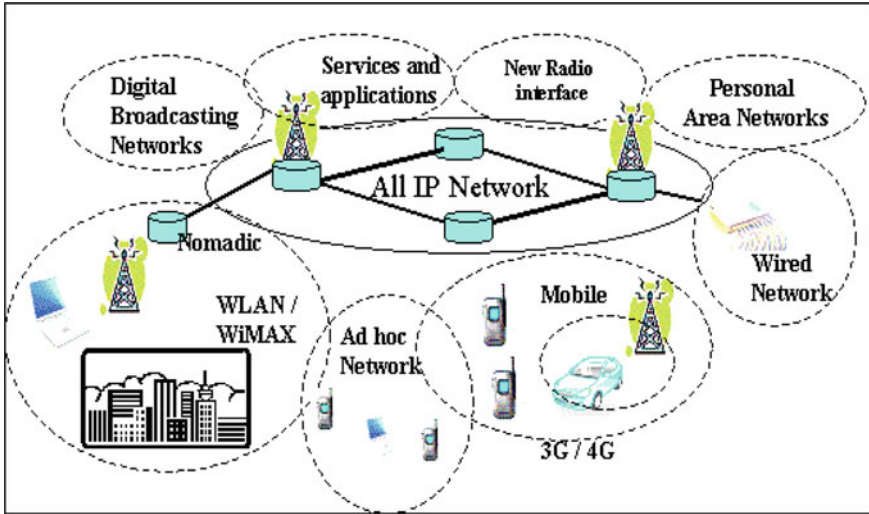 Digital
Broadcasting
Networks
Services and
applications
New Radio
interface
Personal
Area Networks
All IP Network
Nomadic
Wired
Network
WLAN /
WiMAX
Ad hoc
Network
Mobile
3G / 4G